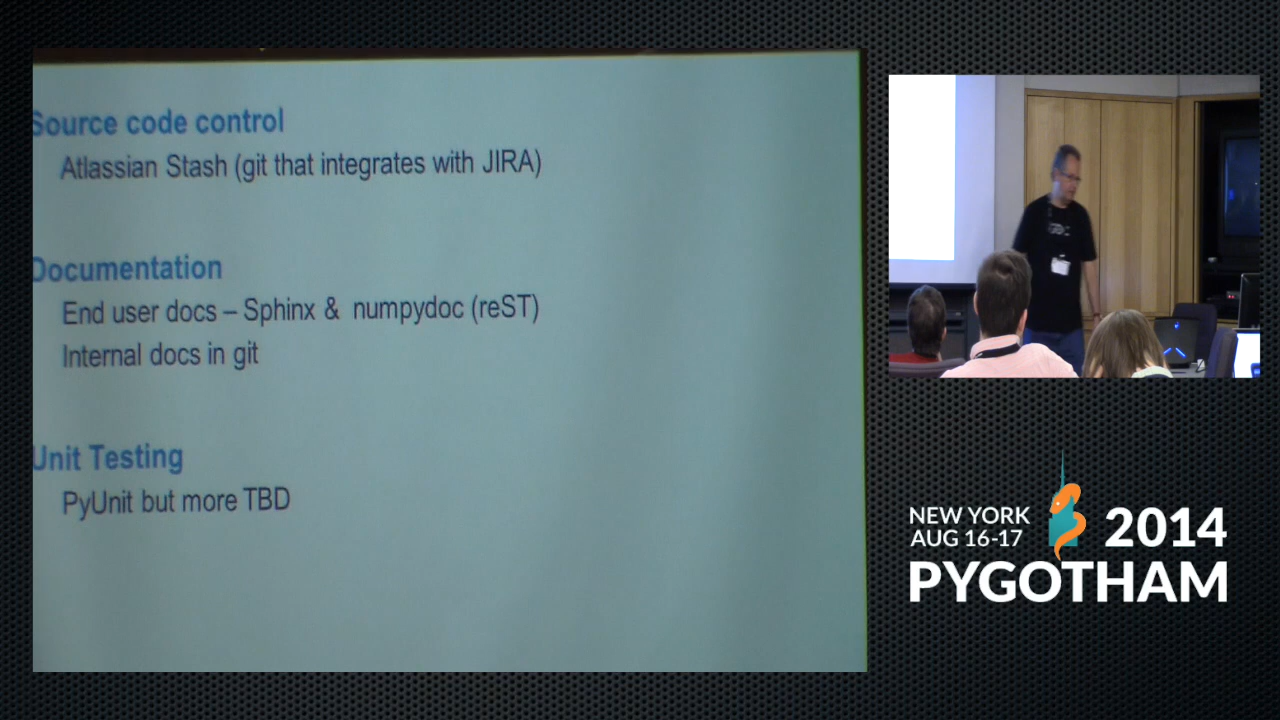 Source code control
Atlassian Stash (git that integrates with JIRA)
Documentation
End user docs – Sphinx & numpydoc (reST)
Internal docs in git
Unit Testing
PyUnit but more TBD
NEW YORK
AUG 16-17
2014
PYGOTHAM